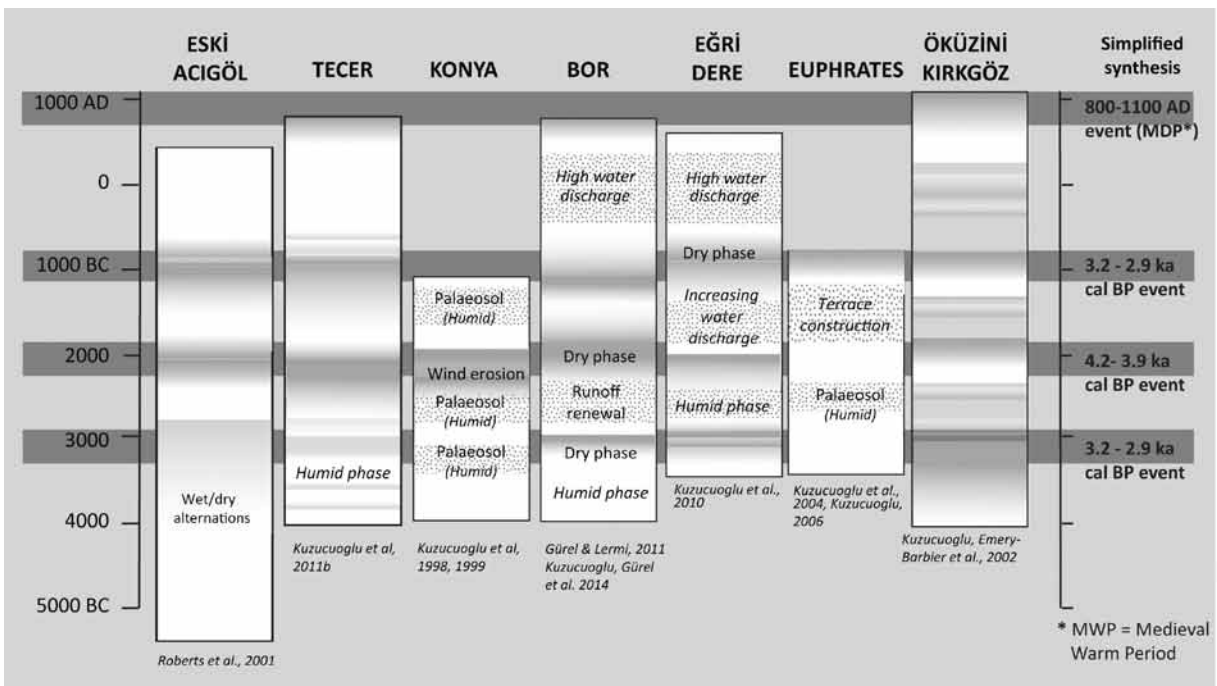 ESKİ
ACIGÖL
TECER
KONYA
BOR
EĞRİ
DERE
EUPHRATES
ÖKÜZİNİ
KIRKGÖZ
Simplified
synthesis
1000 AD
0
1000 BC
2000
3000
4000
5000 BC
Wet/dry
alternations
Roberts et al., 2001
Humid phase
Kuzucuoglu et al,
2011b
Palaeosol
(Humid)
Wind erosion
Palaeosol
(Humid)
Palaeosol
(Humid)
Kuzucuoglu et al,
1998, 1999
High water
discharge
Dry phase
Runoff
renewal
Dry phase
Humid phase
Gürel & Lermi, 2011
Kuzucuoglu, Gürel
et al. 2014
High water
discharge
Dry phase
Increasing
water
discharge
Humid phase
Kuzucuoglu et al.,
2010
Terrace
construction
Palaeosol
(Humid)
Kuzucuoglu et al.,
2004, Kuzucuoglu,
2006
Kuzucuoglu, Emery-
Barbier et al., 2002
800-1100 AD
event (MDP*)
3.2 - 2.9 ka
cal BP event
4.2- 3.9 ka
cal BP event
3.2 - 2.9 ka
cal BP event
* MWP = Medieval
Warm Period